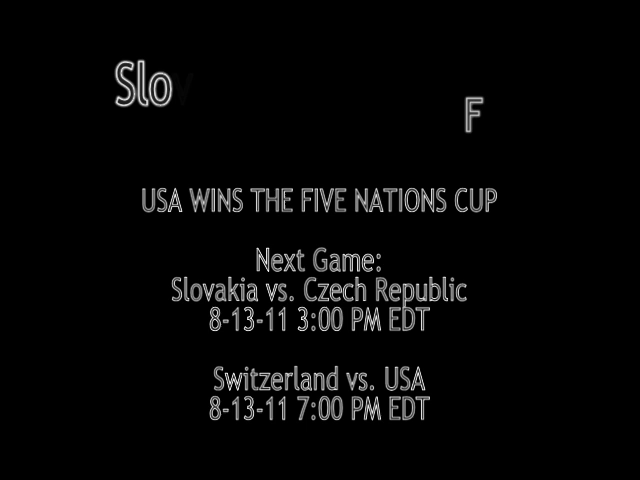 Slov
F
USA WINS THE FIVE NATIONS CUP
Next Game:
Slovakia vs. Czech Republic
8-13-11 3:00 PM EDT
Switzerland vs. USA
8-13-11 7:00 PM EDT